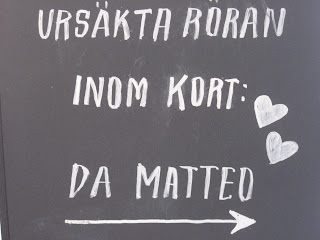 URSÄKTA RÖRAN
INOM KORT:
DA MATTEO